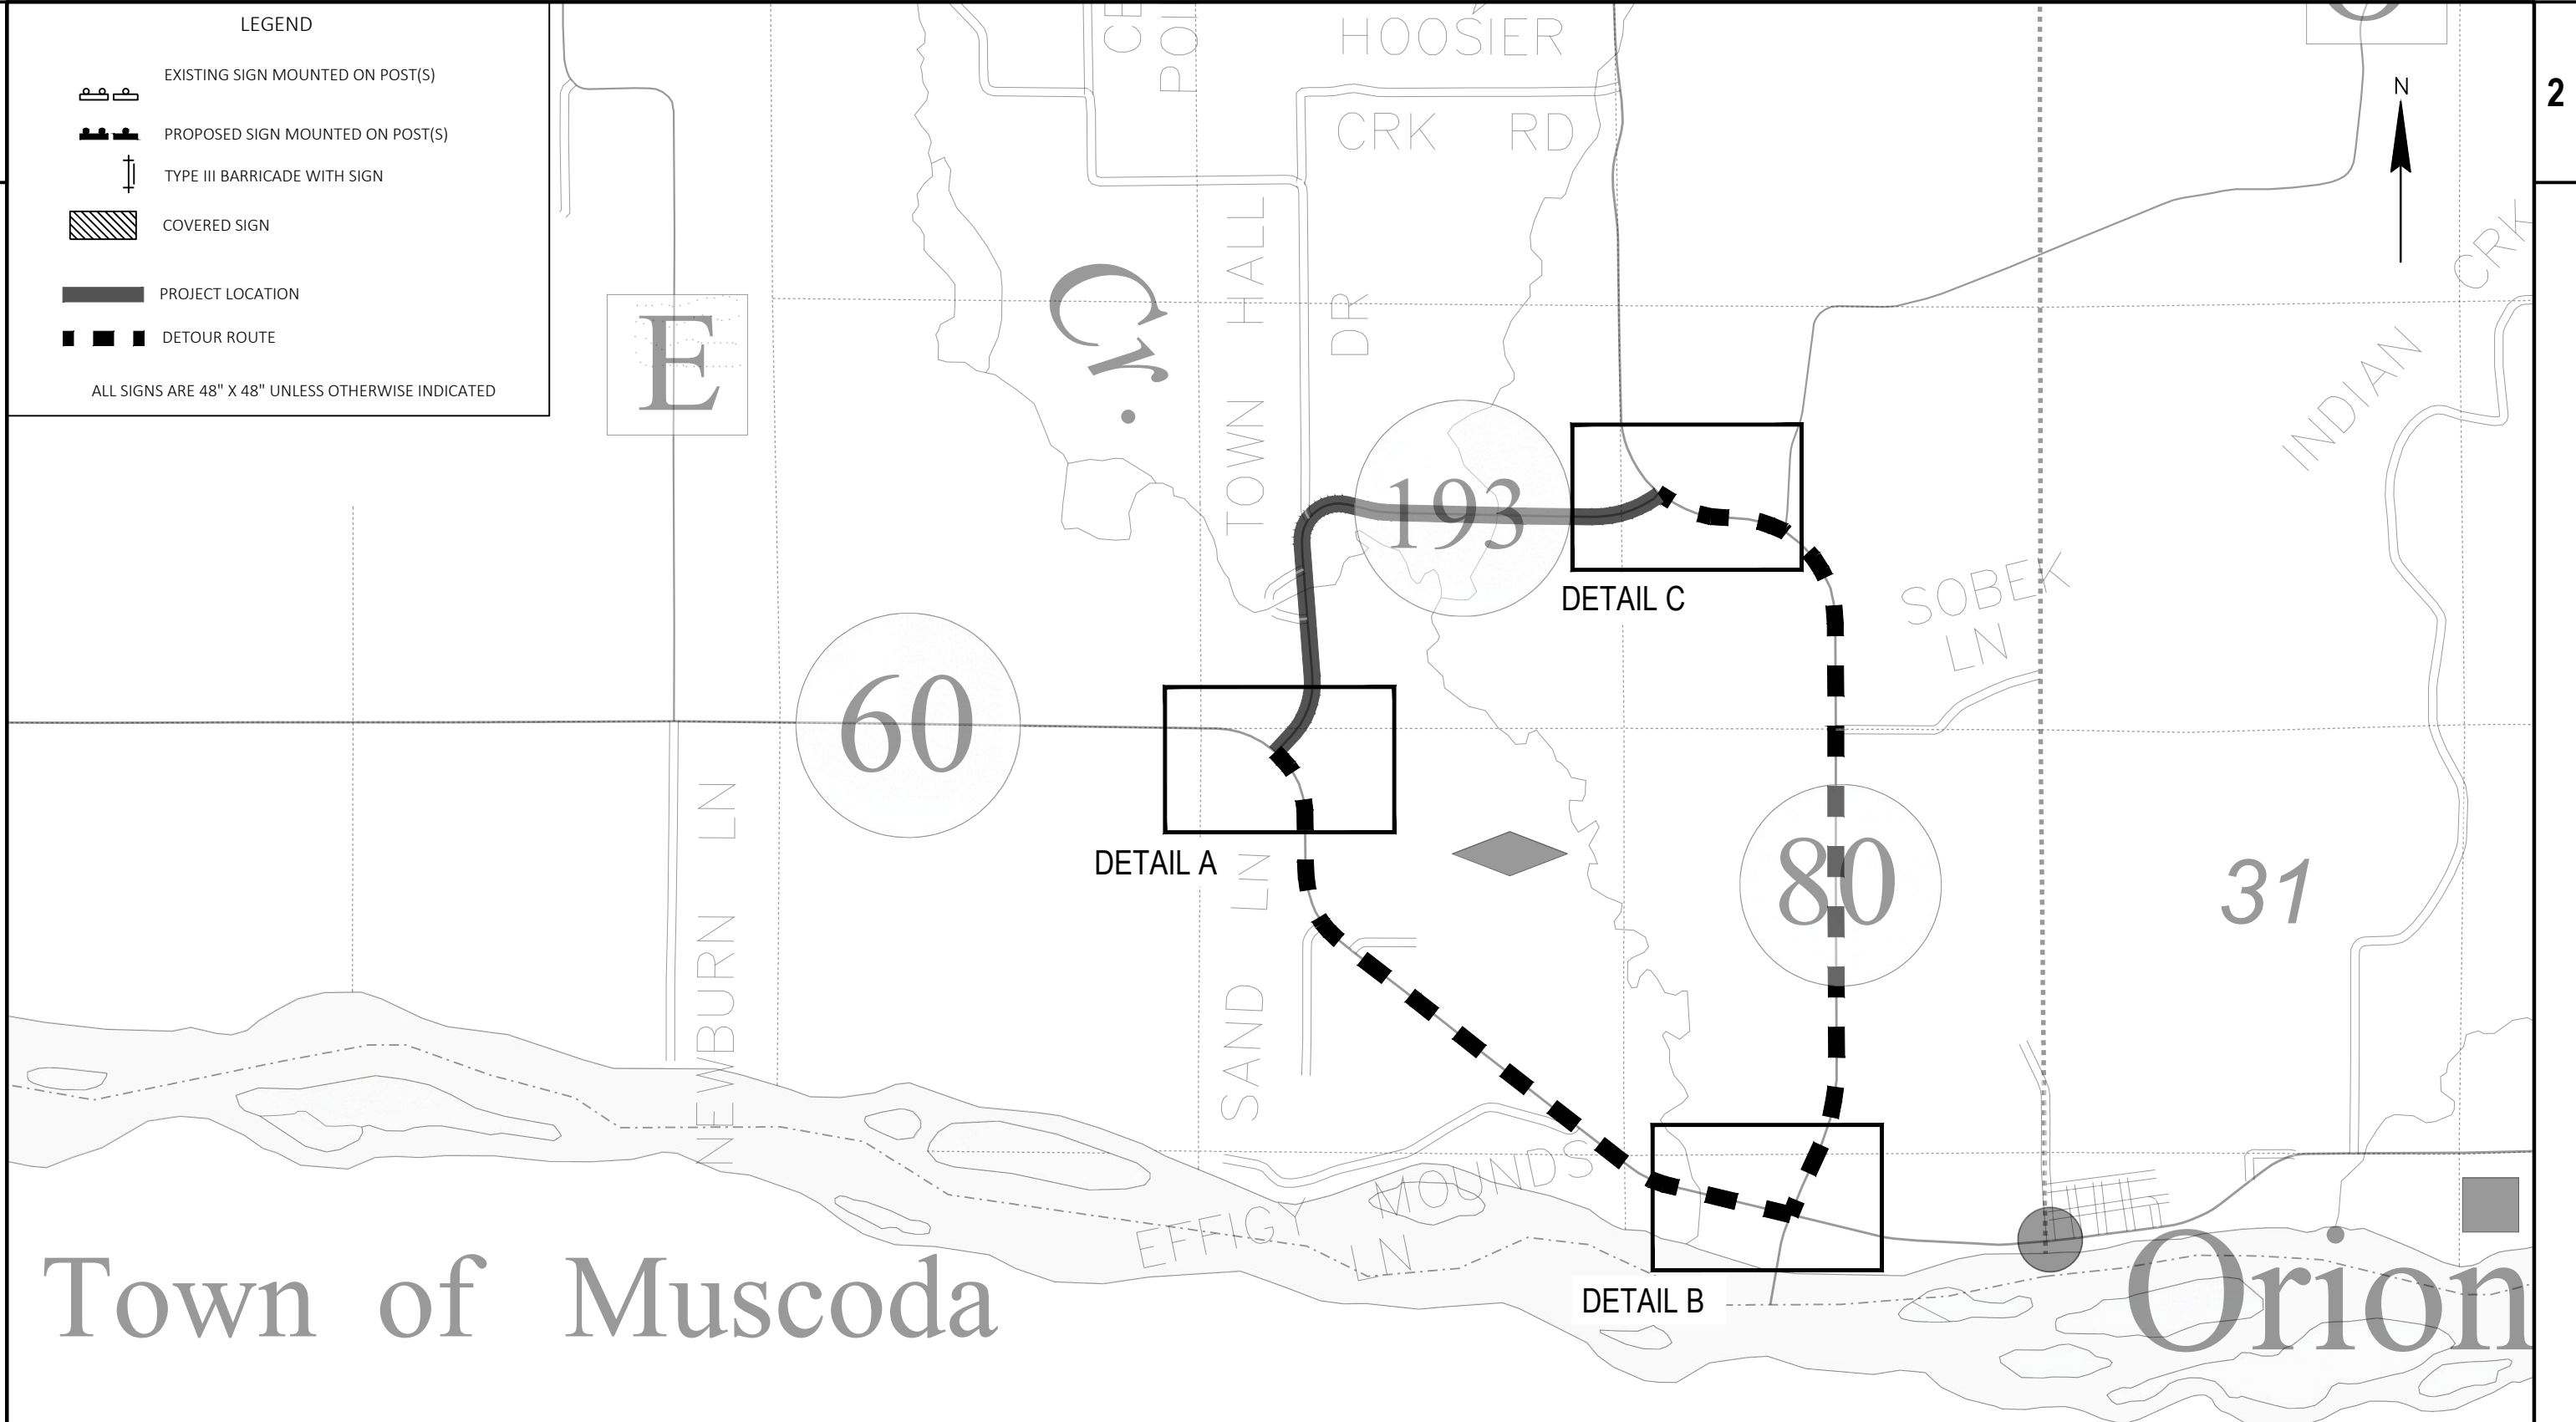 LEGEND
EXISTING SIGN MOUNTED ON POST(S)
PROPOSED SIGN MOUNTED ON POST(S)
TYPE III BARRICADE WITH SIGN
COVERED SIGN
PROJECT LOCATION
DETOUR ROUTE
ALL SIGNS ARE 48" X 48" UNLESS OTHERWISE INDICATED
HOOSIER
CRK RD
N
2
E
Cr.
TOWN HALL
DR
193
INDIAN CRK
DETAIL C
SOBEK
LN
60
DETAIL A
80
31
NEWBURN LN
SAND LN
EFFIGY MOUNDS
LN
DETAIL B
Town of Muscoda
Orion